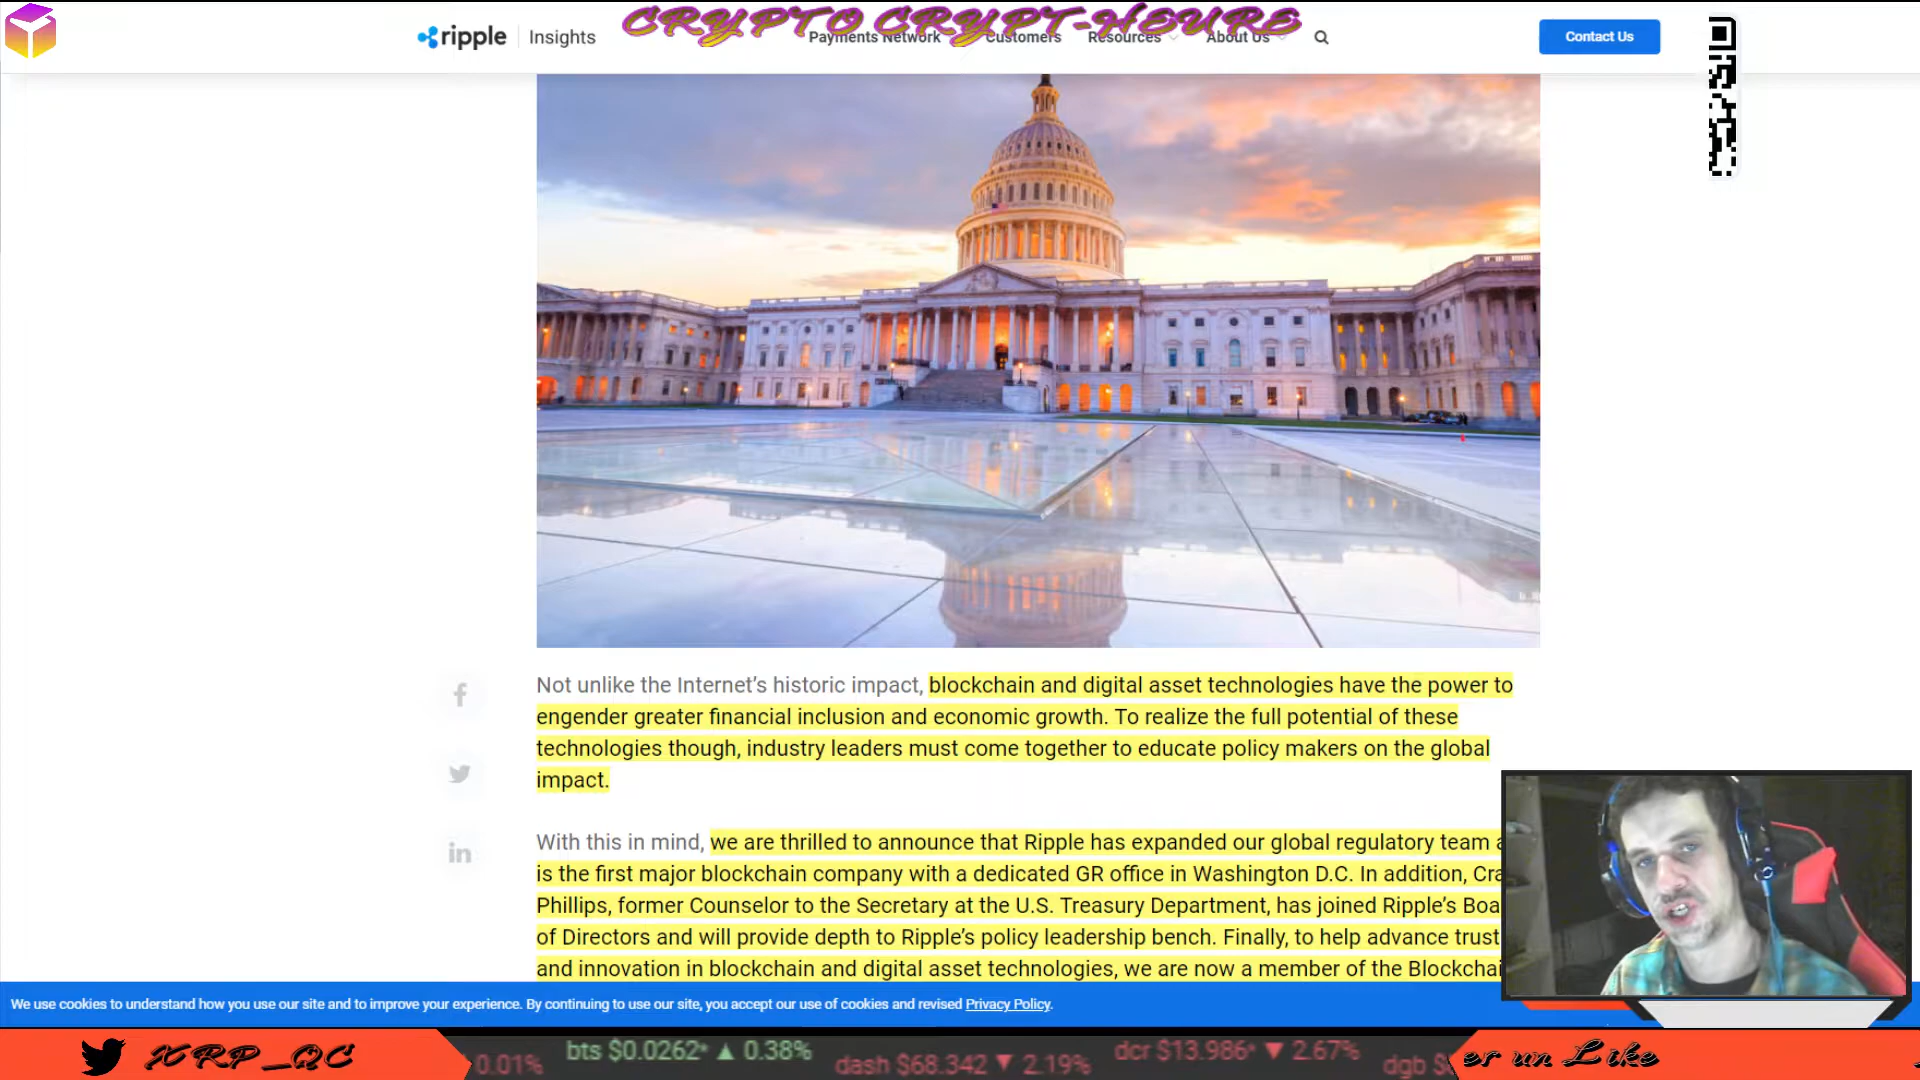 CRYPTO CRYPT-HEURE
ripple Insights Payments Network Customers Resources About Us Contact Us
Not unlike the Internet's historic impact, blockchain and digital asset technologies have the power to
engender greater financial inclusion and economic growth. To realize the full potential of these
technologies though, industry leaders must come together to educate policy makers on the global
impact.
With this in mind, we are thrilled to announce that Ripple has expanded our global regulatory team
is the first major blockchain company with a dedicated GR office in Washington D.C. In addition, Cra
Phillips, former Counselor to the Secretary at the U.S. Treasury Department, has joined Ripple's Boa
of Directors and will provide depth to Ripple's policy leadership bench. Finally, to help advance trust
and innovation in blockchain and digital asset technologies, we are now a member of the Blockchai
We use cookies to understand how you use our site and to improve your experience. By continuing to use our site, you accept our use of cookies and revised Privacy Policy.
XRP_QC 0.01% bts $0.0262* ▲ 0.38% dash $68.342 ▼ 2.19% dcr $13.986* ▼ 2.67% dgb $ er un Like